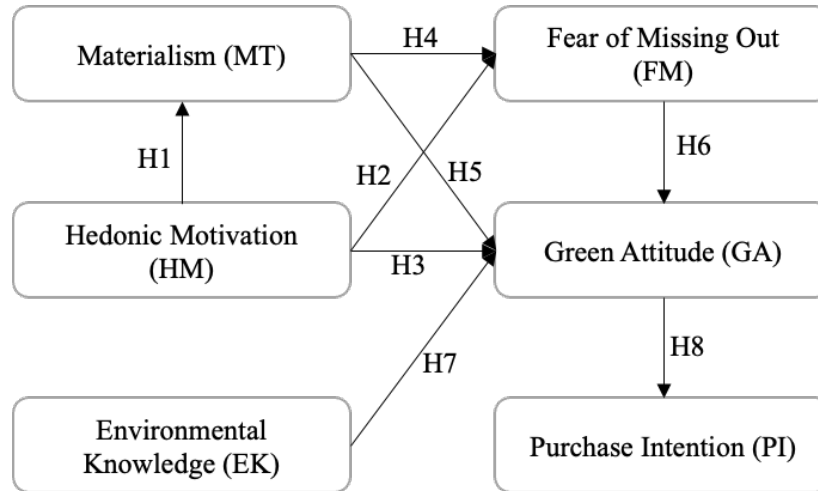 Materialism (MT)
H4
Fear of Missing Out
(FM)
H1
H2
H5
H6
Hedonic Motivation
(HM)
H3
Green Attitude (GA)
H7
H8
Environmental
Knowledge (EK)
Purchase Intention (PI)